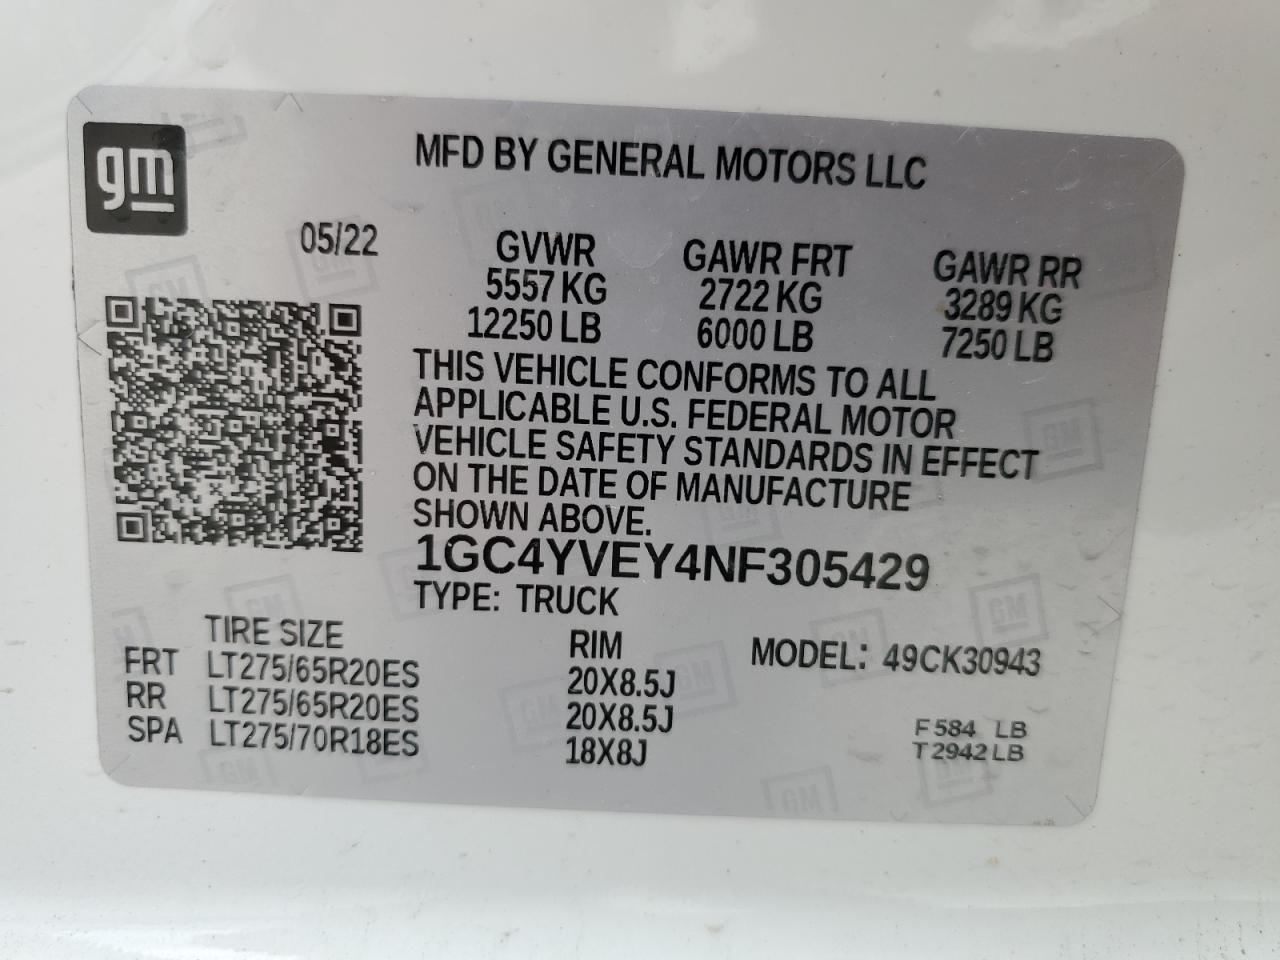 gm
MFD BY GENERAL MOTORS LLC
05/22
GVWR GAWR FRT GAWR RR
5557 KG 2722 KG 3289 KG
12250 LB 6000 LB 7250 LB
THIS VEHICLE CONFORMS TO ALL
APPLICABLE U.S. FEDERAL MOTOR
VEHICLE SAFETY STANDARDS IN EFFECT
ON THE DATE OF MANUFACTURE
SHOWN ABOVE.
1GC4YVEY4NF305429
TYPE: TRUCK
TIRE SIZE RIM MODEL: 49CK30943
FRT LT275/65R20ES 20X8.5J
RR LT275/65R20ES 20X8.5J
SPA LT275/70R18ES 18X8J
F 584 LB
T 2942 LB